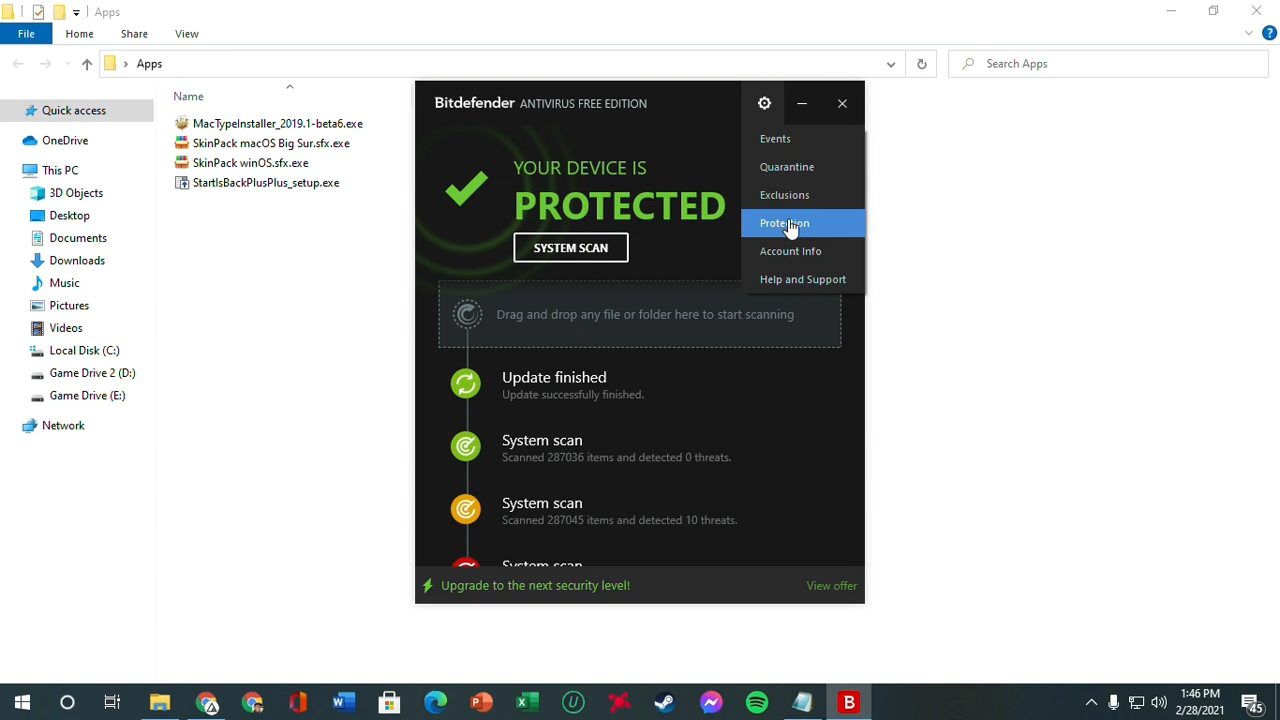 Apps
File
Home
Share
View
Apps
Search Apps
Quick access
OneDrive
This PC
3D Objects
Desktop
Documents
Downloads
Music
Pictures
Videos
Local Disk (C:)
Game Drive 2 (D:)
Game Drive (E:)
Network
Name
MacTypeInstaller_2019.1-beta6.exe
SkinPack macOS Big Sur.sfx.exe
SkinPack winOS.sfx.exe
StartIsBackPlusPlus_setup.exe
Bitdefender ANTIVIRUS FREE EDITION
Events
Quarantine
Exclusions
Protection
Account Info
Help and Support
YOUR DEVICE IS
PROTECTED
SYSTEM SCAN
Drag and drop any file or folder here to start scanning
Update finished
Update successfully finished.
System scan
Scanned 287036 items and detected 0 threats.
System scan
Scanned 287045 items and detected 10 threats.
System scan
Upgrade to the next security level!
View offer
1:46 PM
2/28/2021
45